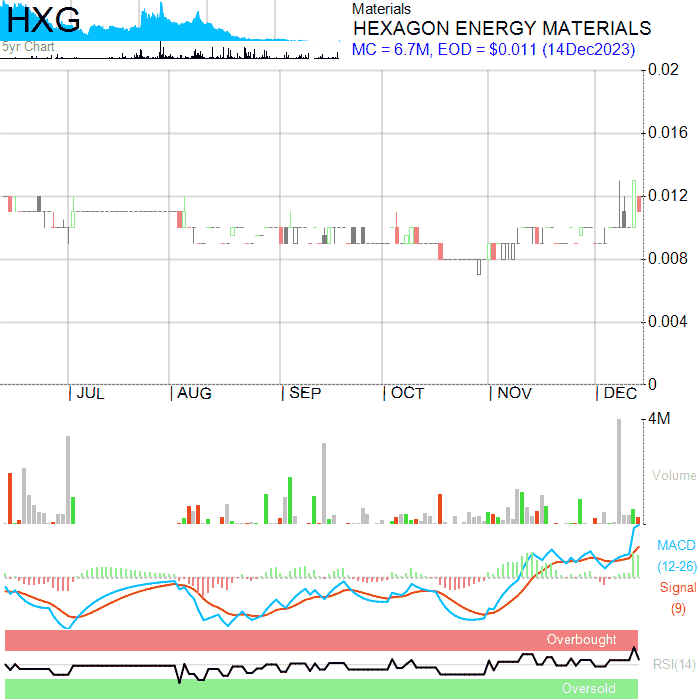 HXG
5yr Chart
Materials
HEXAGON ENERGY MATERIALS
MC = 6.7M, EOD = $0.011 (14Dec2023)
0.02
0.016
0.012
0.008
0.004
0
JUL AUG SEP OCT NOV DEC
4M
Volume
MACD
(12-26)
Signal
(9)
Overbought
RSI(14)
Oversold